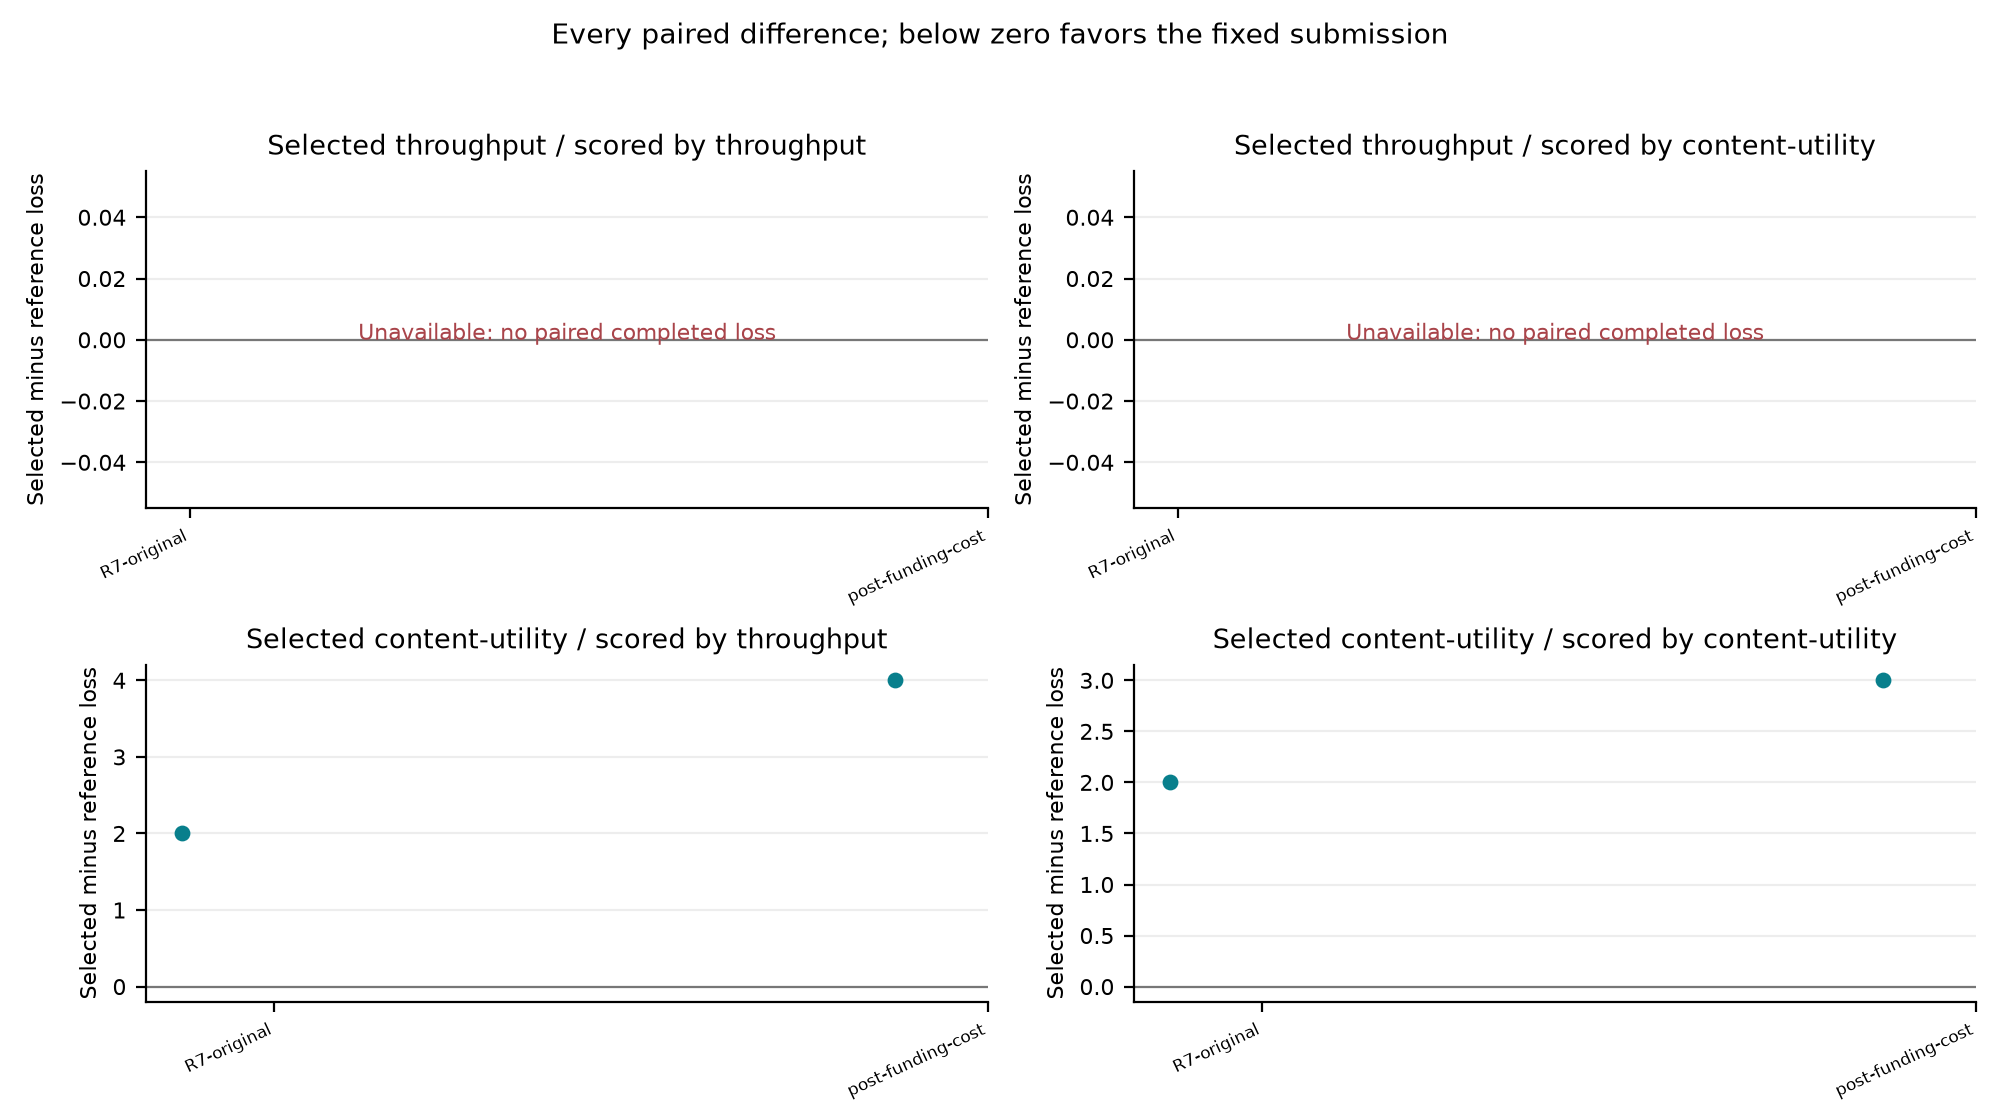 Every paired difference; below zero favors the fixed submission
Selected throughput / scored by throughput
Selected minus reference loss
0.04
0.02
0.00
−0.02
−0.04
Unavailable: no paired completed loss
R7-original
post-funding-cost
Selected throughput / scored by content-utility
Selected minus reference loss
0.04
0.02
0.00
−0.02
−0.04
Unavailable: no paired completed loss
R7-original
post-funding-cost
Selected content-utility / scored by throughput
Selected minus reference loss
4
3
2
1
0
R7-original
post-funding-cost
Selected content-utility / scored by content-utility
Selected minus reference loss
3.0
2.5
2.0
1.5
1.0
0.5
0.0
R7-original
post-funding-cost